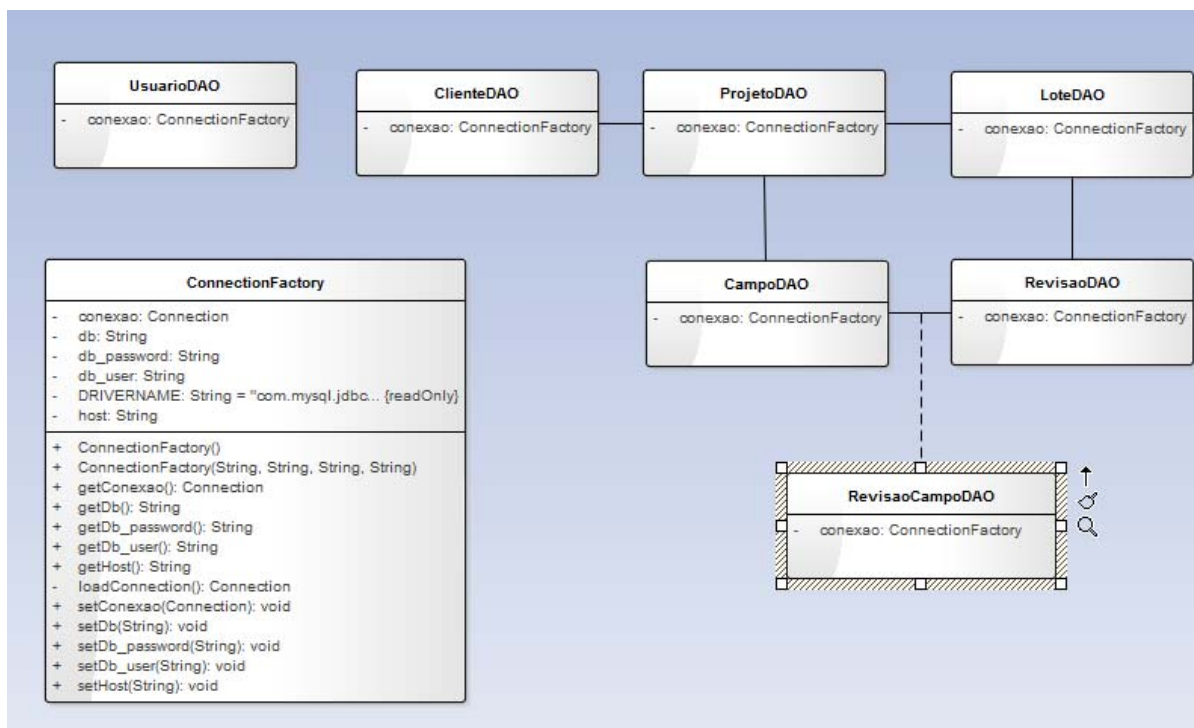 UsuarioDAO
- conexao: ConnectionFactory
ClienteDAO
- conexao: ConnectionFactory
ProjetoDAO
- conexao: ConnectionFactory
LoteDAO
- conexao: ConnectionFactory
ConnectionFactory
- conexao: Connection
- db: String
- db_password: String
- db_user: String
- DRIVERNAME: String = "com.mysql.jdbc... {readOnly}
- host: String
+ ConnectionFactory()
+ ConnectionFactory(String, String, String, String)
+ getConexao(): Connection
+ getDb(): String
+ getDb_password(): String
+ getDb_user(): String
+ getHost(): String
- loadConnection(): Connection
+ setConexao(Connection): void
+ setDb(String): void
+ setDb_password(String): void
+ setDb_user(String): void
+ setHost(String): void
CampoDAO
- conexao: ConnectionFactory
RevisaoDAO
- conexao: ConnectionFactory
RevisaoCampoDAO
- conexao: ConnectionFactory